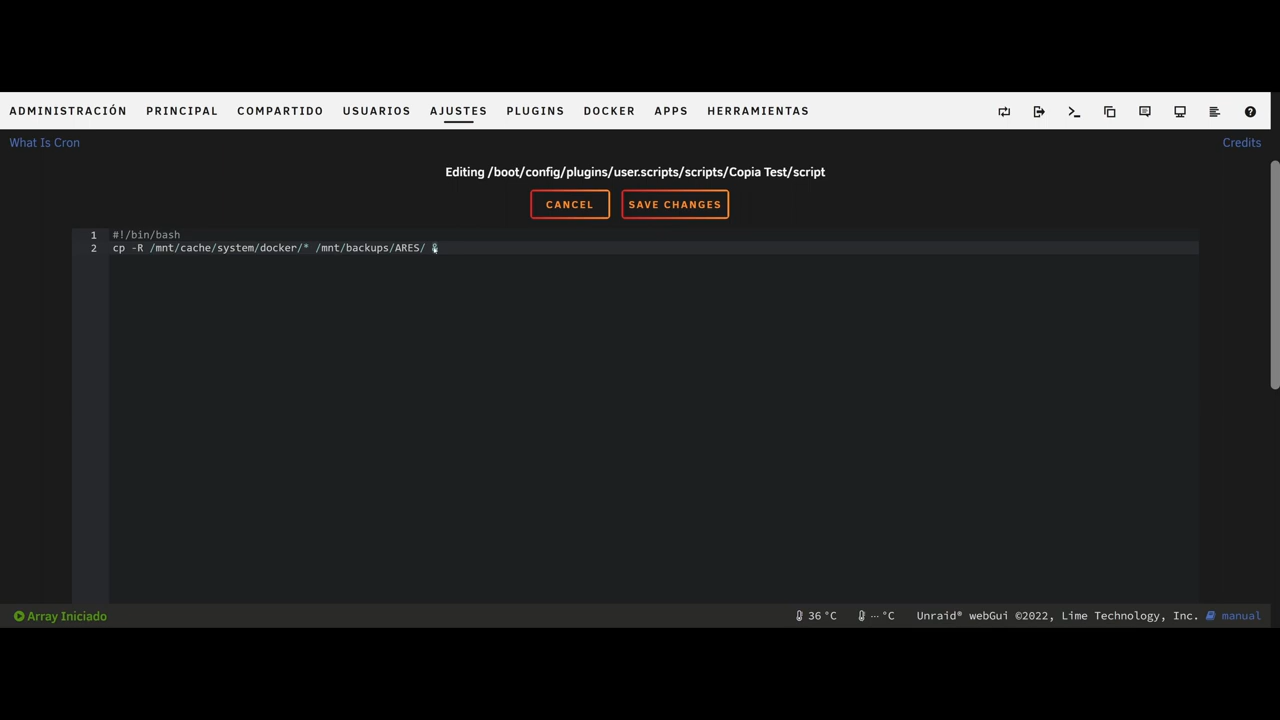 ADMINISTRACIÓN PRINCIPAL COMPARTIDO USUARIOS AJUSTES PLUGINS DOCKER APPS HERRAMIENTAS
What Is Cron Credits
Editing /boot/config/plugins/user.scripts/scripts/Copia Test/script
CANCEL SAVE CHANGES
1 #!/bin/bash
2 cp -R /mnt/cache/system/docker/* /mnt/backups/ARES/
Array Iniciado 36 °C ... °C Unraid® webGui ©2022, Lime Technology, Inc. manual